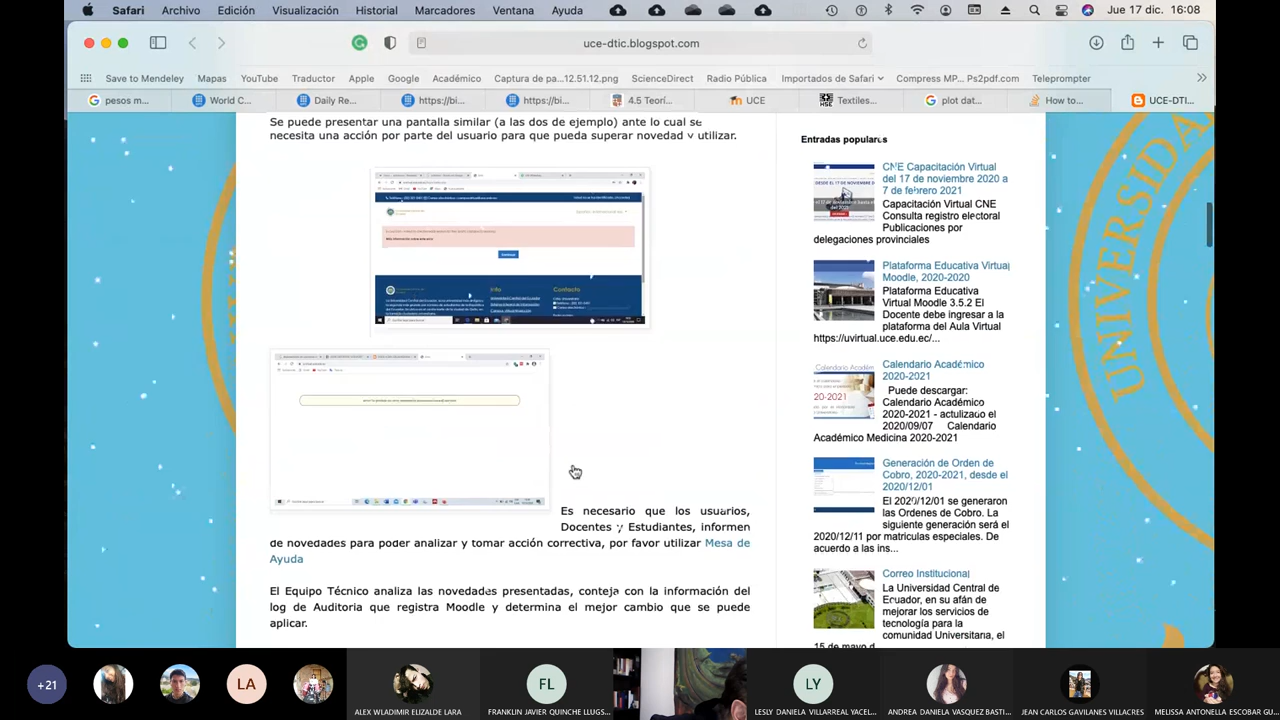 Safari Archivo Edición Visualización Historial Marcadores Ventana Ayuda Jue 17 dic. 16:08
uce-dtic.blogspot.com
Save to Mendeley Mapas YouTube Traductor Apple Google Académico Captura de pa...12.51.12.png ScienceDirect Radio Pública Importados de Safari Compress MP... Ps2pdf.com Teleprompter
pesos m... World C... Daily Re... https://bi... https://bi... 4.5 Teorí... UCE Textiles... plot dat... How to... UCE-DTI...
Se puede presentar una pantalla similar (a las dos de ejemplo) ante lo cual se
necesita una acción por parte del usuario para que pueda superar novedad y utilizar.
Info
Contacto
Es necesario que los usuarios,
Docentes y Estudiantes, informen
de novedades para poder analizar y tomar acción correctiva, por favor utilizar Mesa de
Ayuda
El Equipo Técnico analiza las novedades presentadas, conteja con la información del
log de Auditoria que registra Moodle y determina el mejor cambio que se puede
aplicar.
Entradas populares
CNE Capacitación Virtual
del 17 de noviembre 2020 a
7 de febrero 2021
Capacitación Virtual CNE
Consulta registro electoral
Publicaciones por
delegaciones provinciales
Plataforma Educativa Virtual
Moodle, 2020-2020
Plataforma Educativa
Virtual Moodle 3.5.2 El
Docente debe ingresar a la
plataforma del Aula Virtual
https://uvirtual.uce.edu.ec/...
Calendario Académico
2020-2021
Puede descargar:
Calendario Académico
2020-2021 - actulizado el
2020/09/07 Calendario
Académico Medicina 2020-2021
Generación de Orden de
Cobro, 2020-2021, desde el
2020/12/01
El 2020/12/01 se generaron
las Ordenes de Cobro. La
siguiente generación será el
2020/12/11 por matriculas especiales. De
acuerdo a las ins...
Correo Institucional
La Universidad Central de
Ecuador, en su afán de
mejorar los servicios de
tecnología para la
comunidad Universitaria, el
15 de mayo d
UNIVERSIDA
+21 LA FL LY
ALEX WLADIMIR ELIZALDE LARA FRANKLIN JAVIER QUINCHE LLUGS... LESLY DANIELA VILLARREAL YACEL... ANDREA DANIELA VASQUEZ BASTI... JEAN CARLOS GAVILANES VILLACRES MELISSA ANTONELLA ESCOBAR GU...